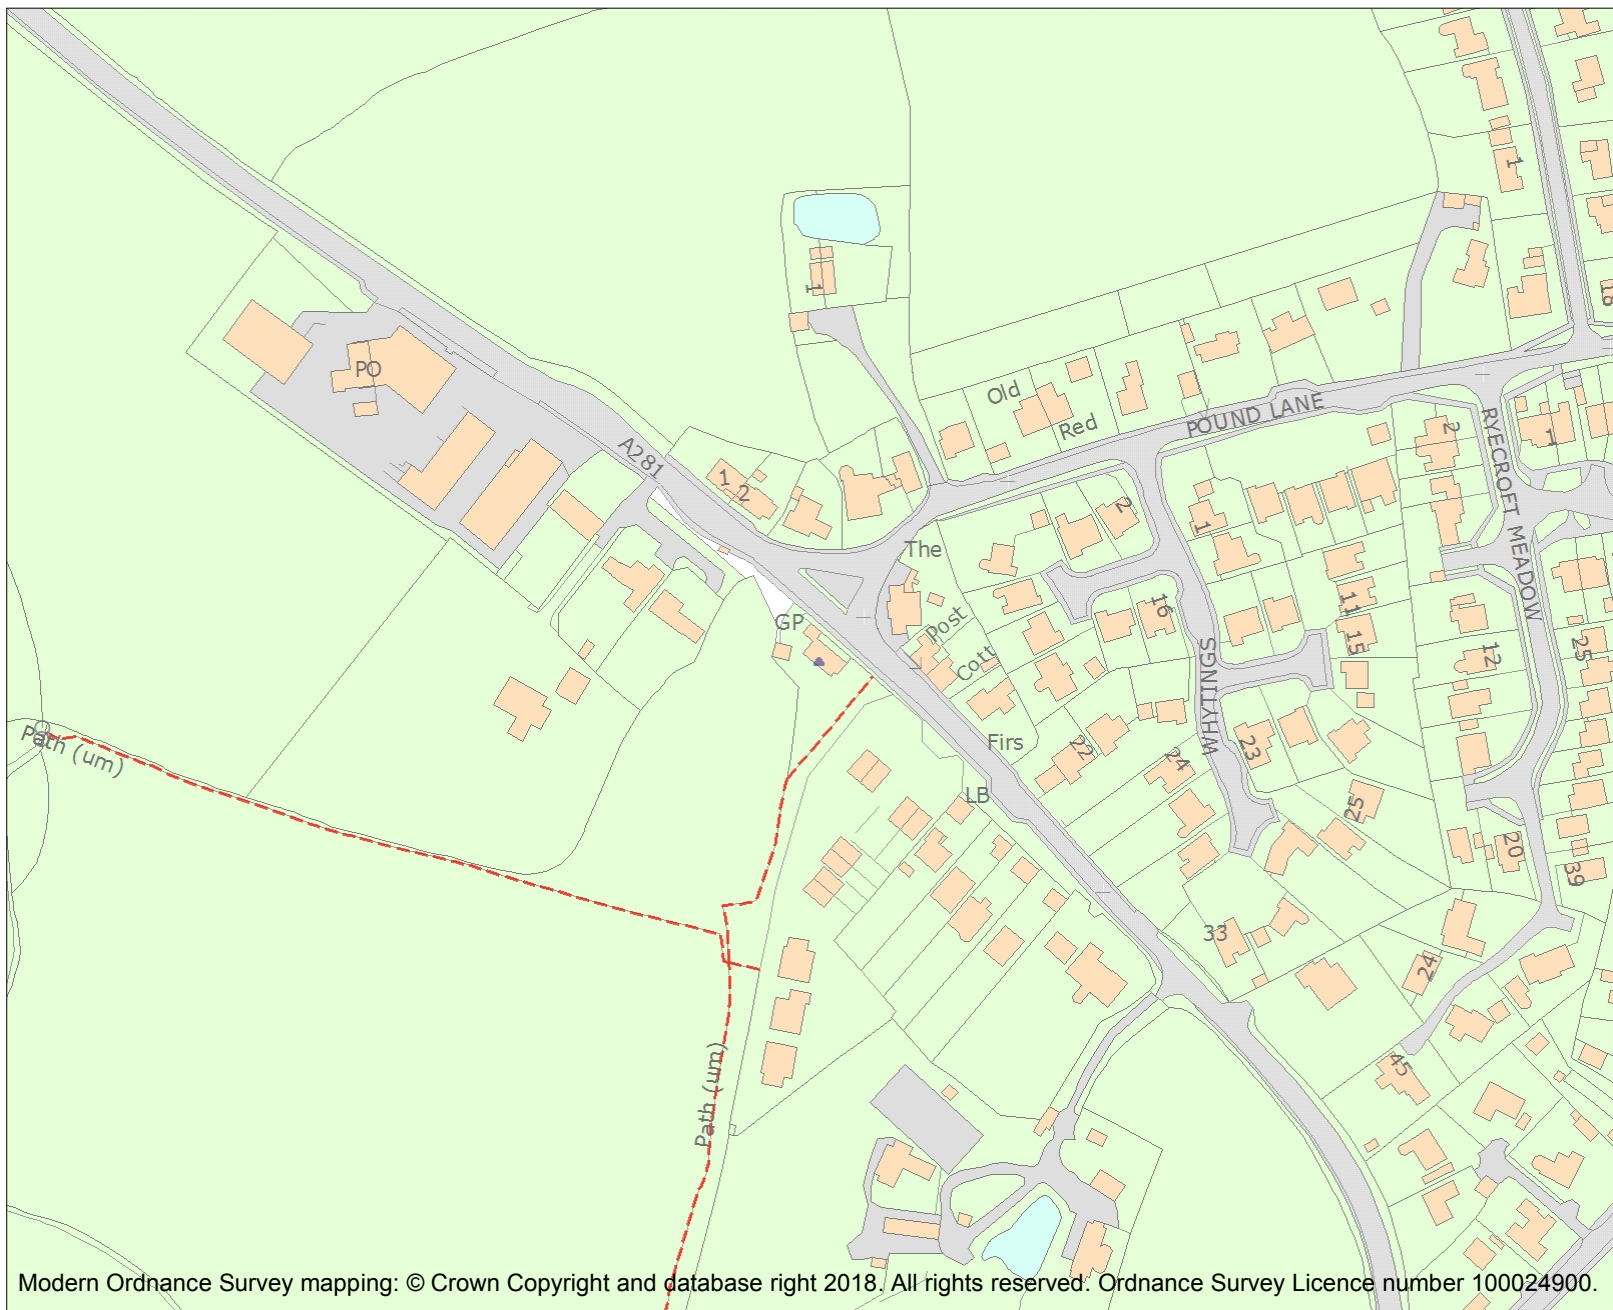 1
18
1
Old
Red
POUND LANE
2
RYECROFT MEADOW
1
PO
A281
1
2
2
1
The
GP
Post
Cott
16
11
15
12
25
WHYTINGS
Firs
22
24
23
LB
25
20
39
Path (um)
33
24
45
Path (um)
Modern Ordnance Survey mapping: © Crown Copyright and database right 2018. All rights reserved. Ordnance Survey Licence number 100024900.